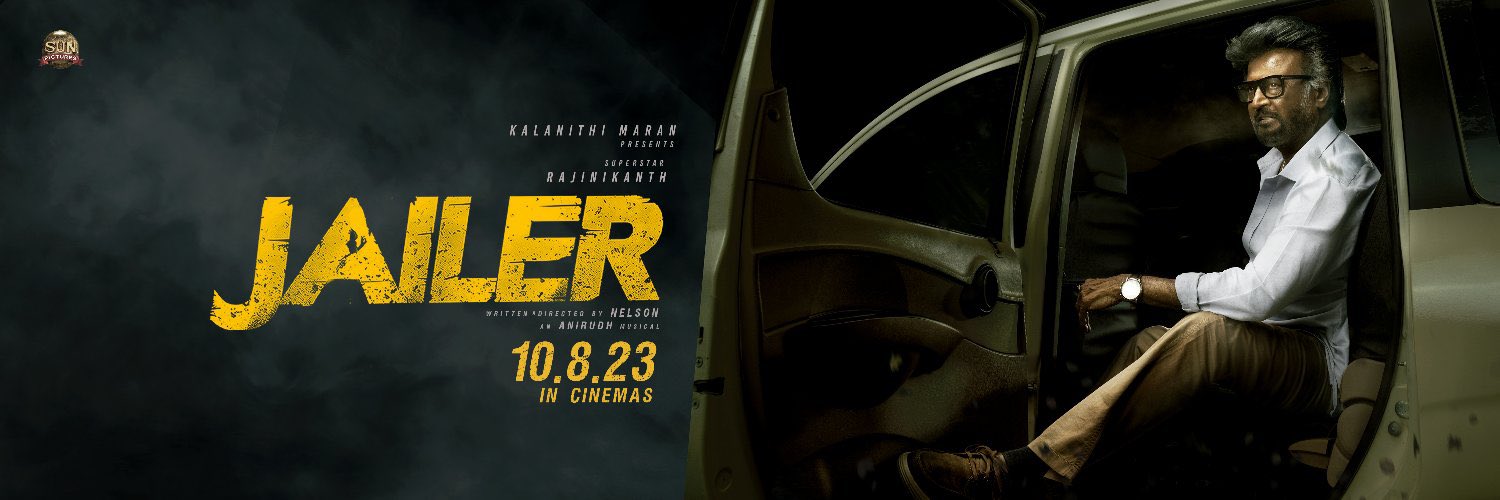 SUN
PICTURES
KALANITHI MARAN
PRESENTS
SUPERSTAR
RAJINIKANTH
JAILER
WRITTEN & DIRECTED BY NELSON
AN ANIRUDH MUSICAL
10.8.23
IN CINEMAS